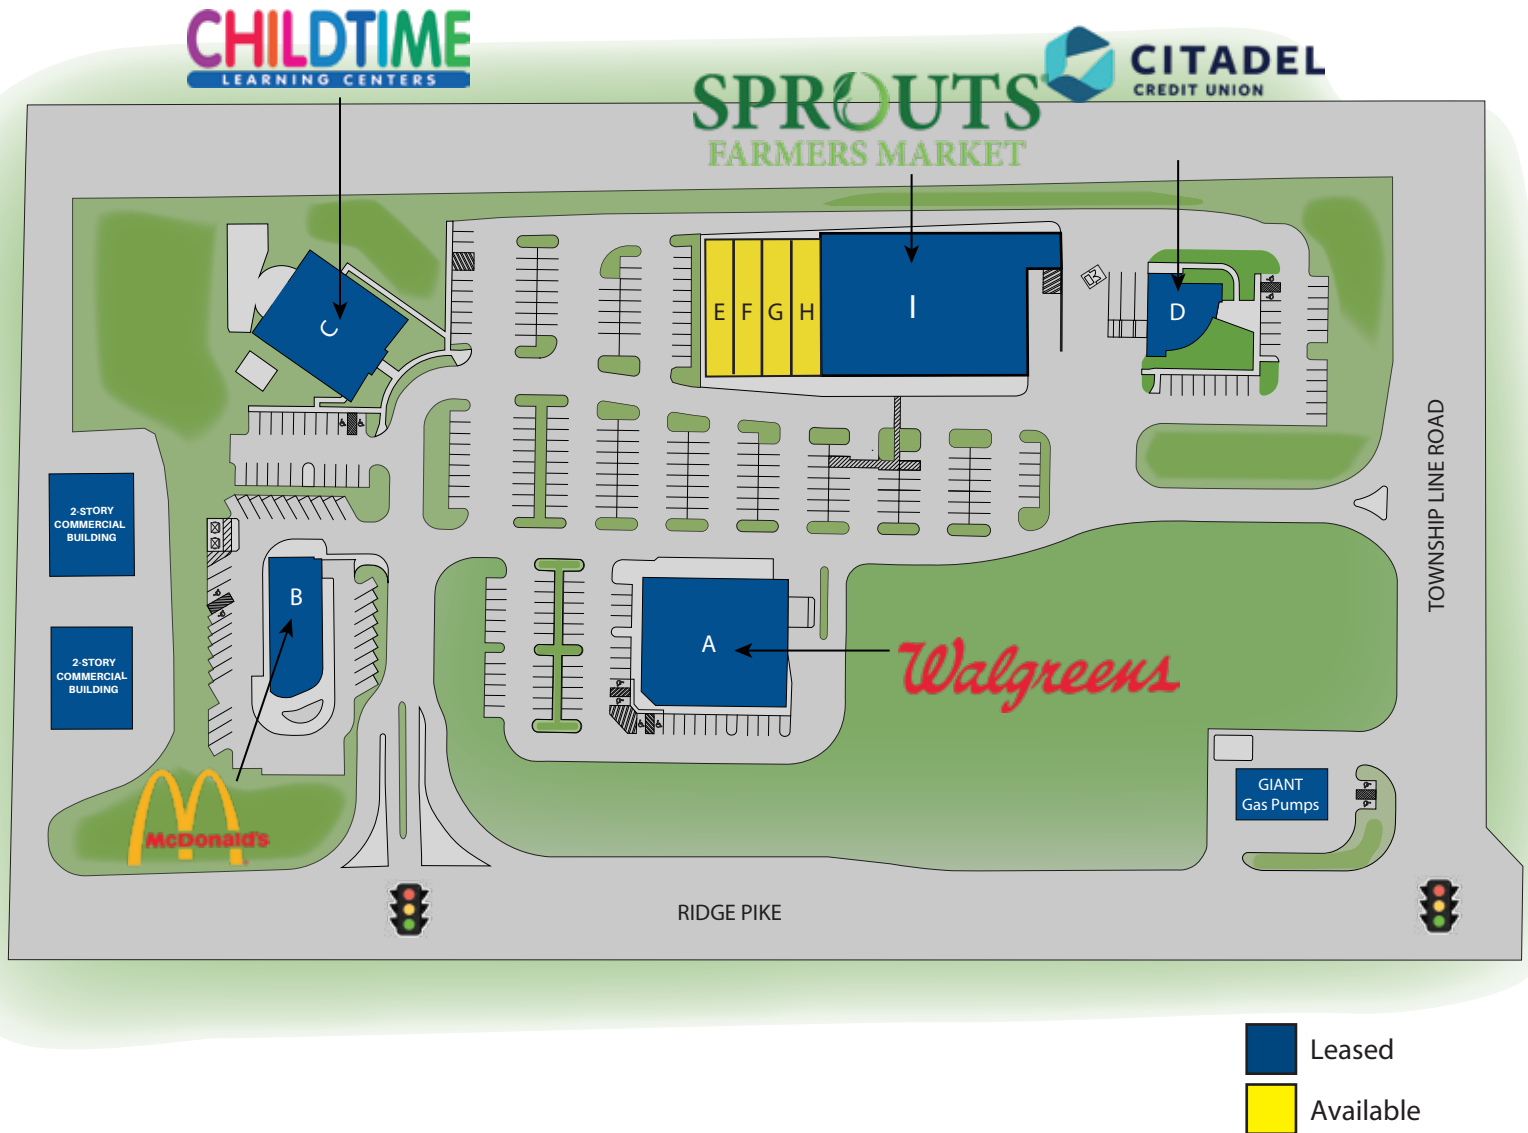 CHILDTIME
LEARNING CENTERS
SPROUTS
FARMERS MARKET
CITADEL
CREDIT UNION
C
E
F
G
H
I
D
2-STORY
COMMERCIAL
BUILDING
2-STORY
COMMERCIAL
BUILDING
B
A
Walgreens
TOWNSHIP LINE ROAD
McDonald's
GIANT
Gas Pumps
RIDGE PIKE
Leased
Available